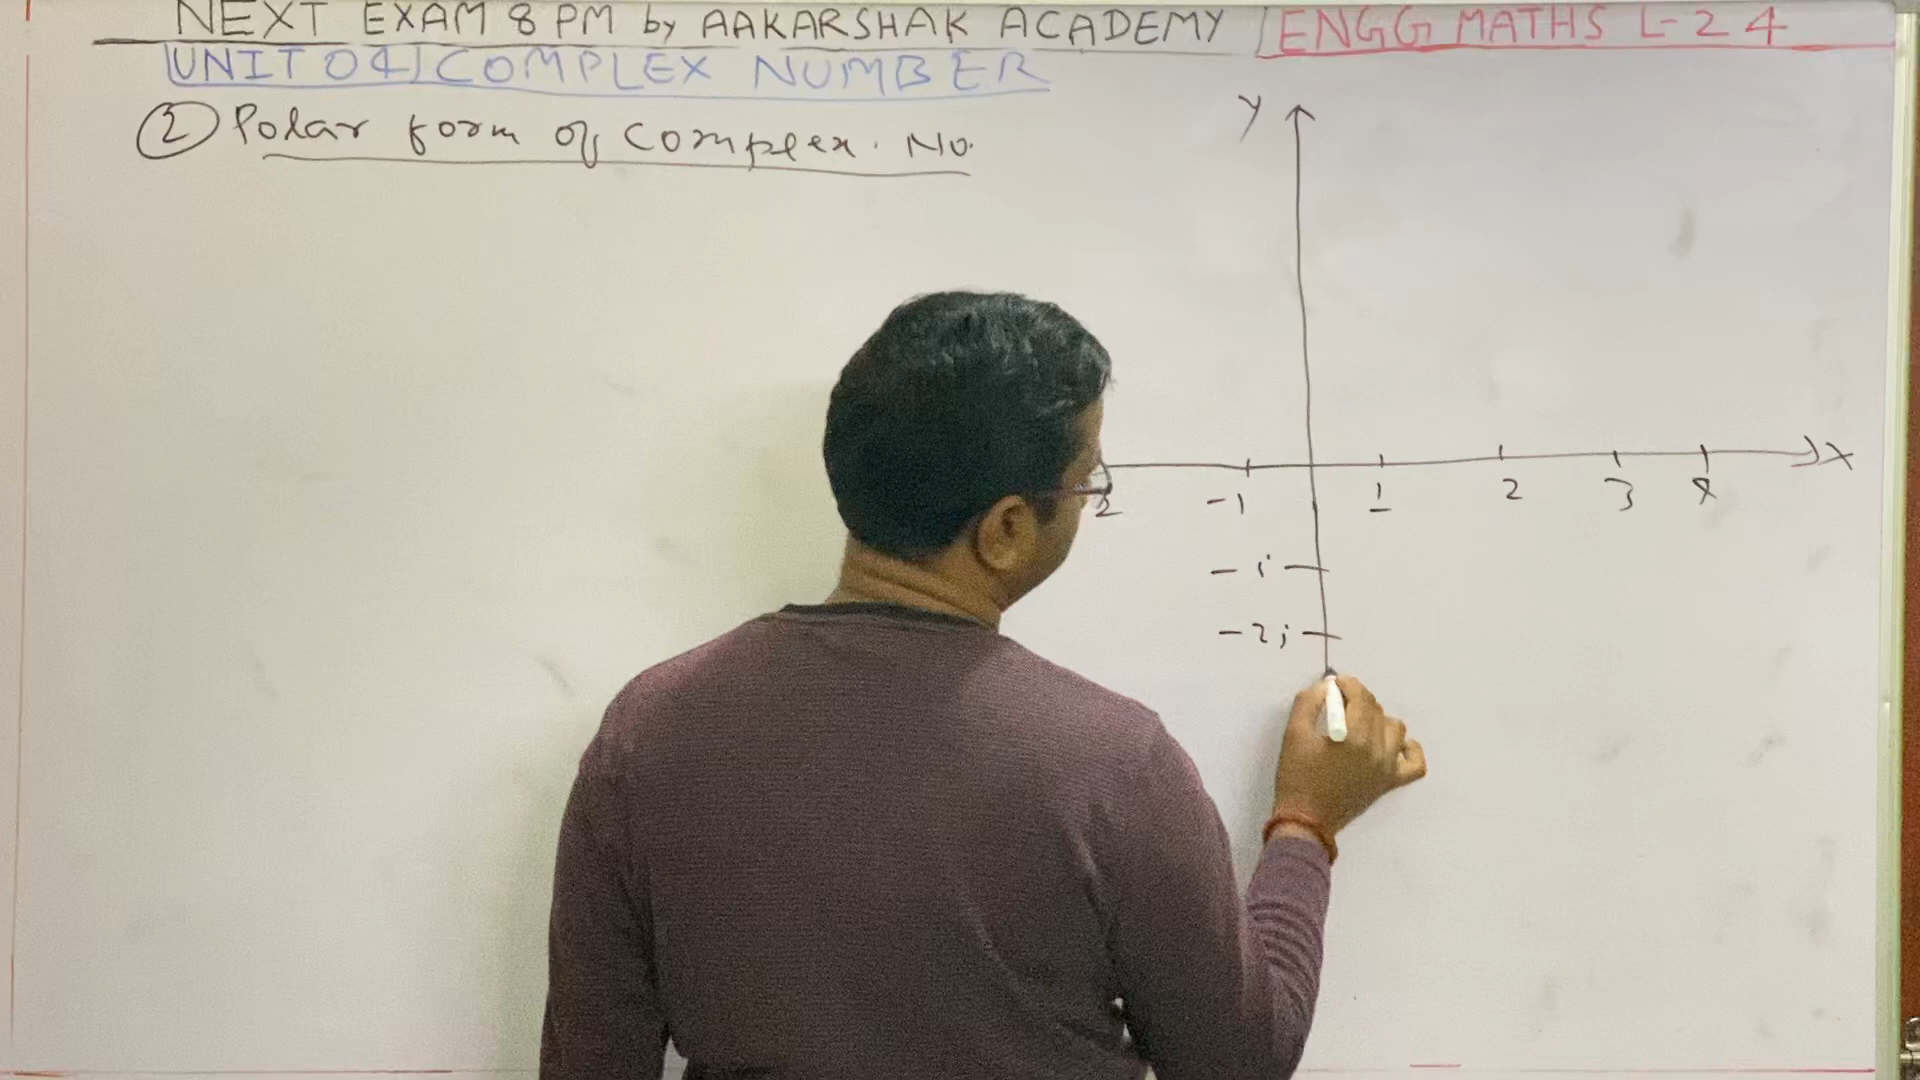 NEXT EXAM 8 PM by AAKARSHAK ACADEMY ENGG MATHS L-24
UNIT 04 COMPLEX NUMBER
② Polar form of Complex. No.
y
X
2 -1 1 2 3 4
-i
-2i